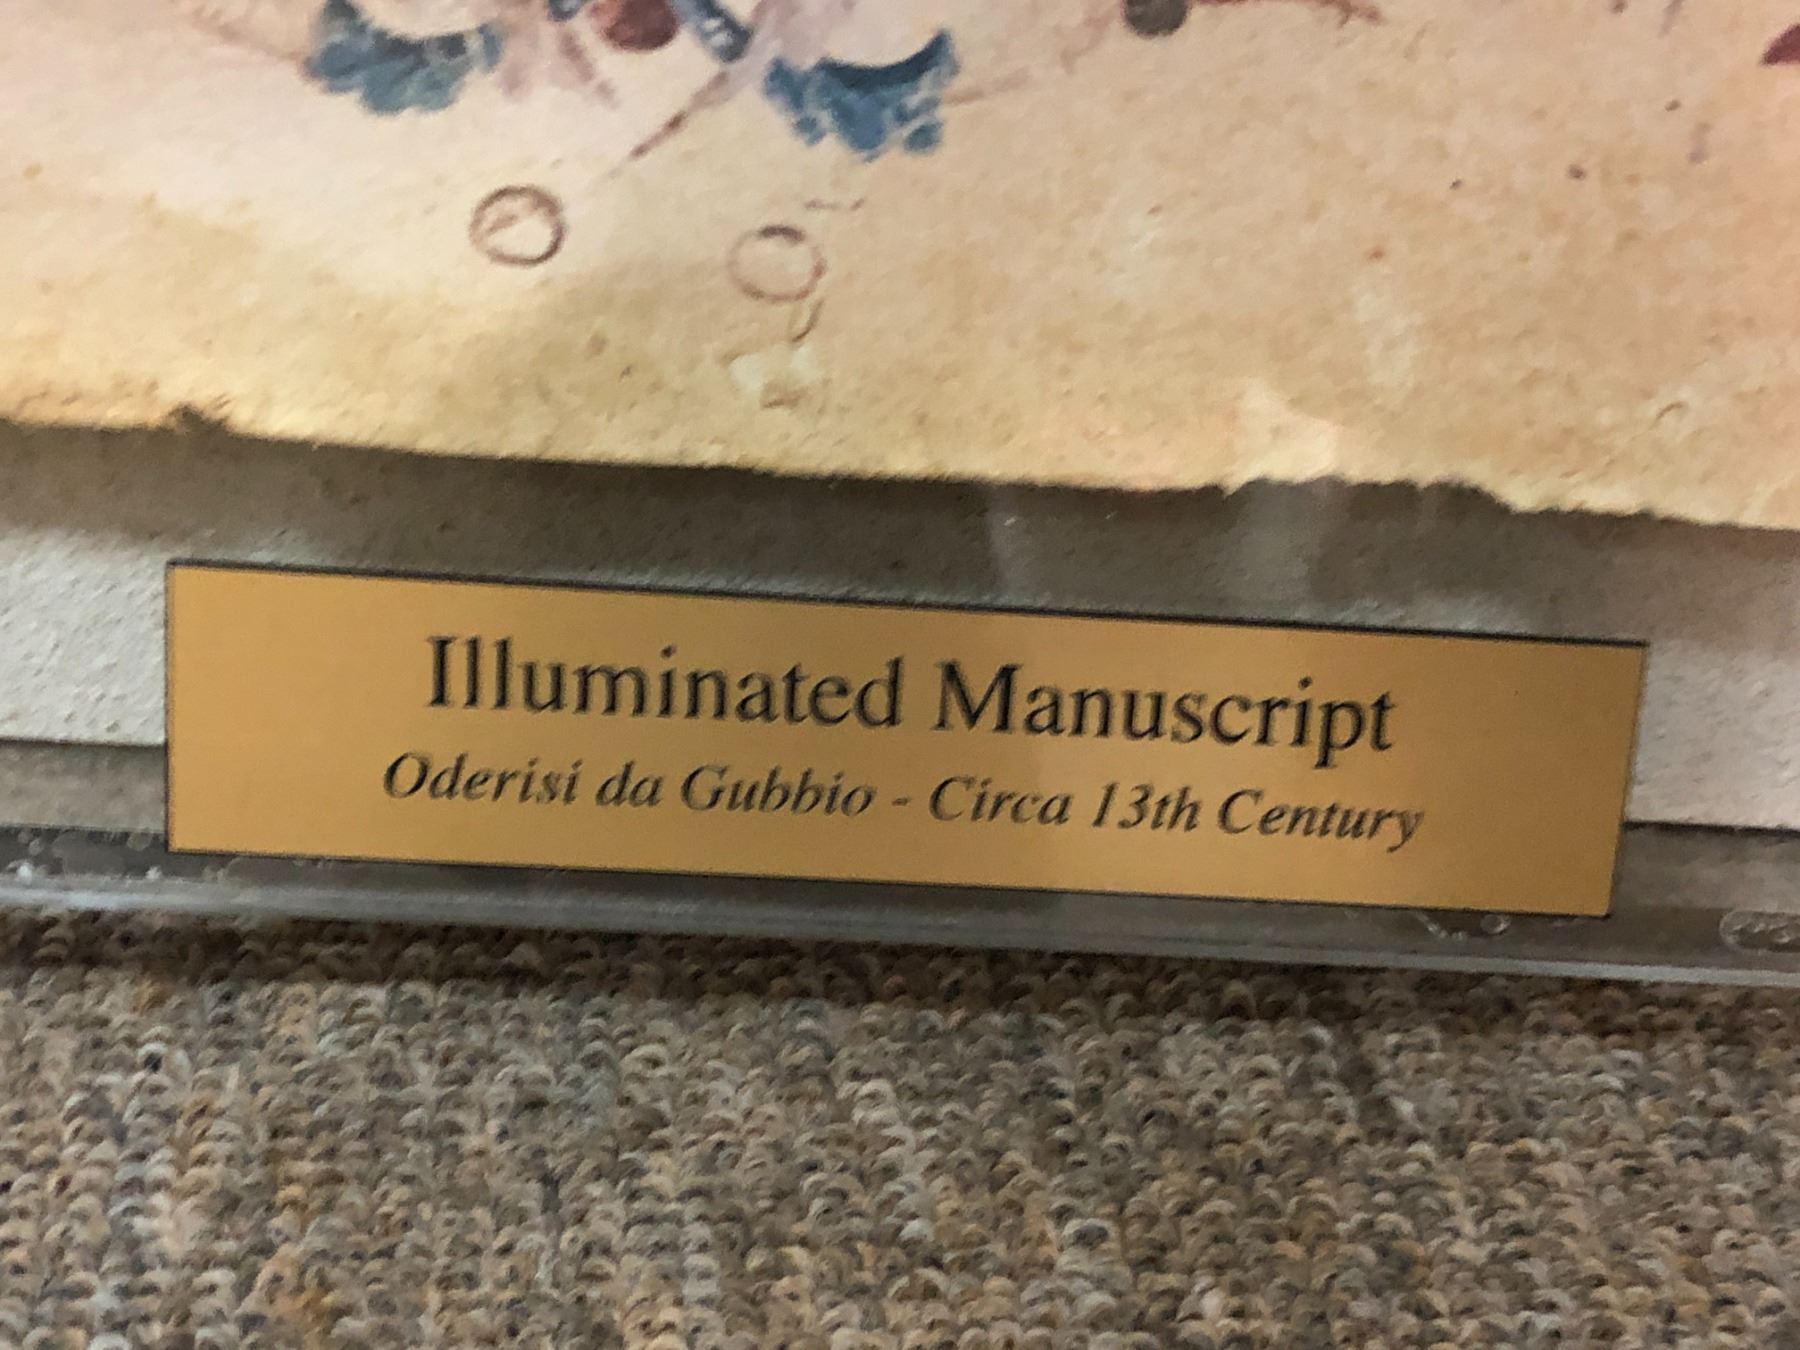 Illuminated Manuscript
Oderisi da Gubbio - Circa 13th Century